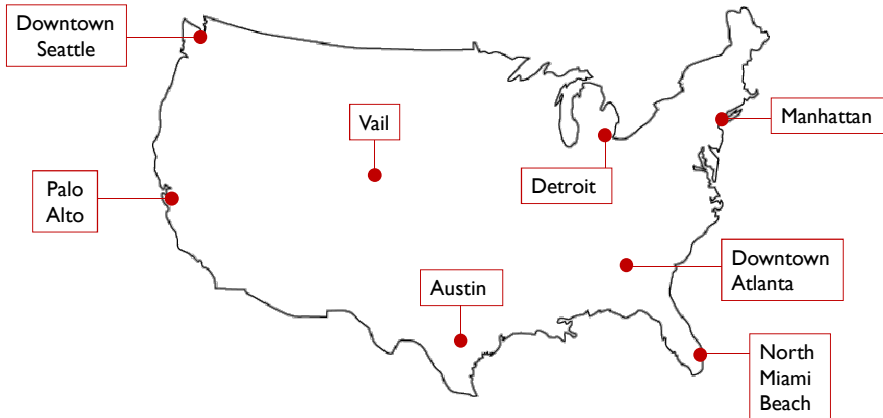 Downtown
Seattle
Vail
Manhattan
Detroit
Palo
Alto
Downtown
Atlanta
Austin
North
Miami
Beach